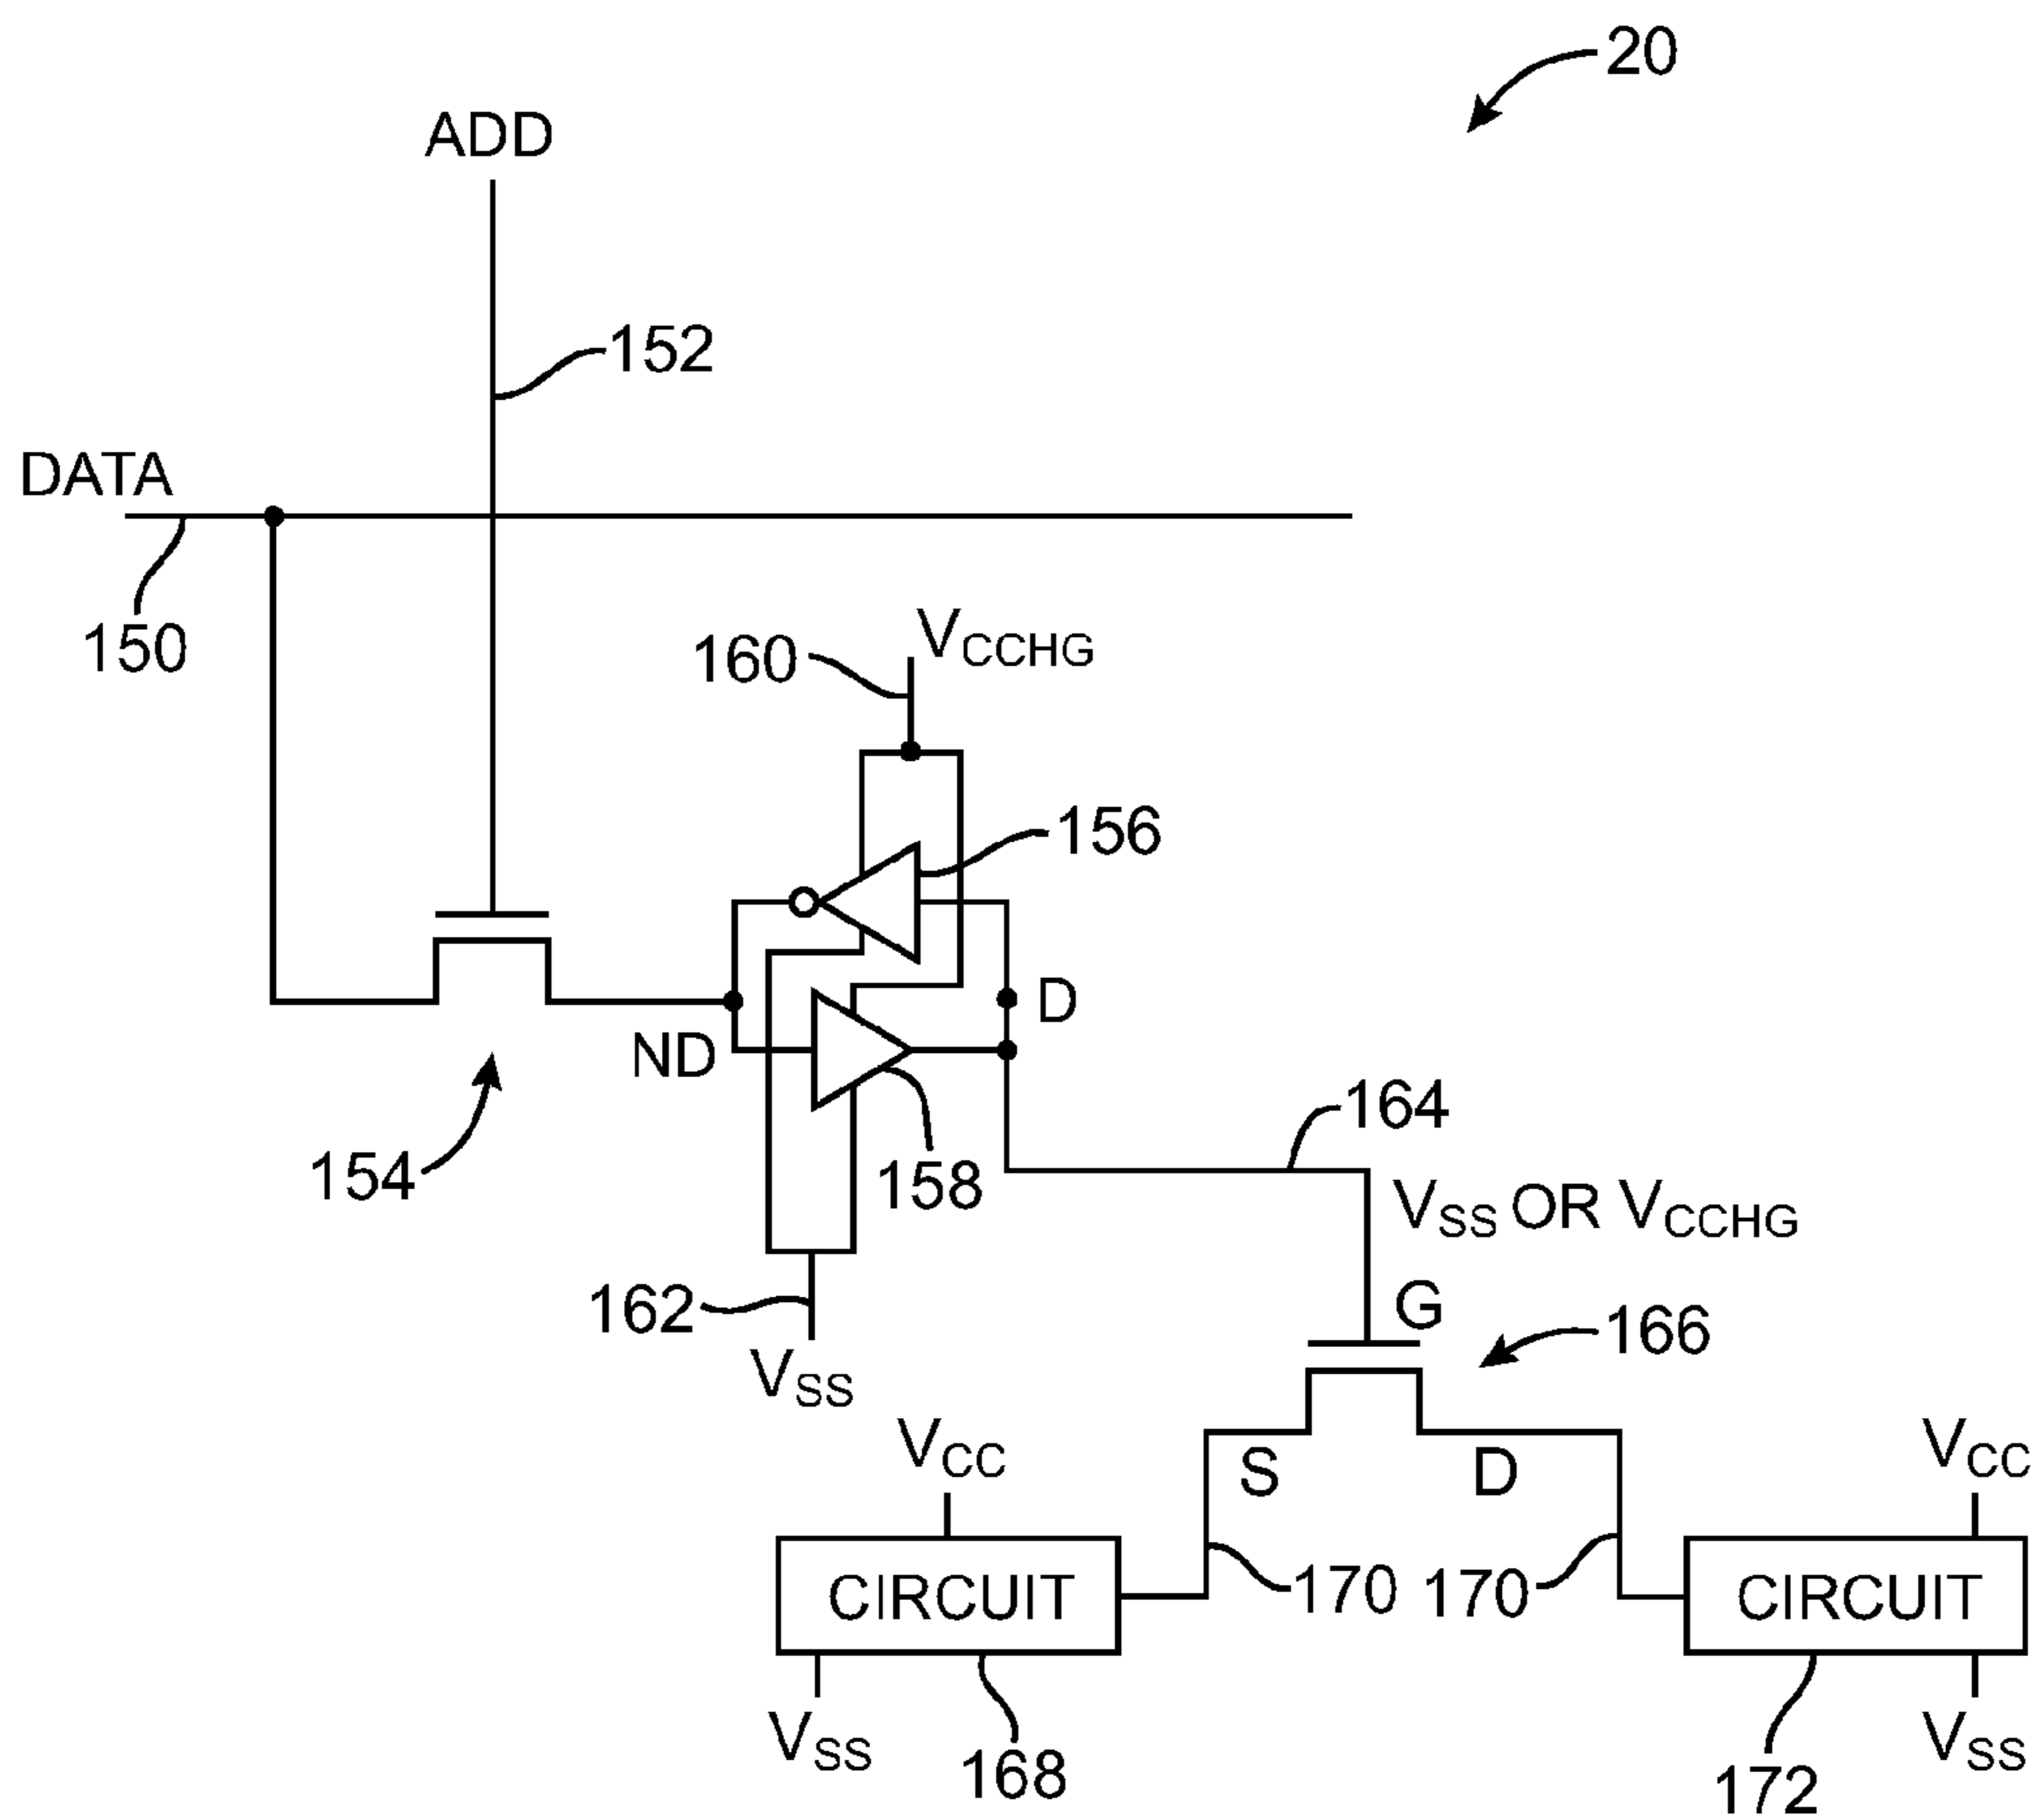 20
ADD
152
DATA
150
160
VCCHG
156
D
ND
154
158
164
VSS OR VCCHG
162
VSS
G
166
S
D
VCC
VCC
CIRCUIT
170
170
CIRCUIT
VSS
168
172
VSS